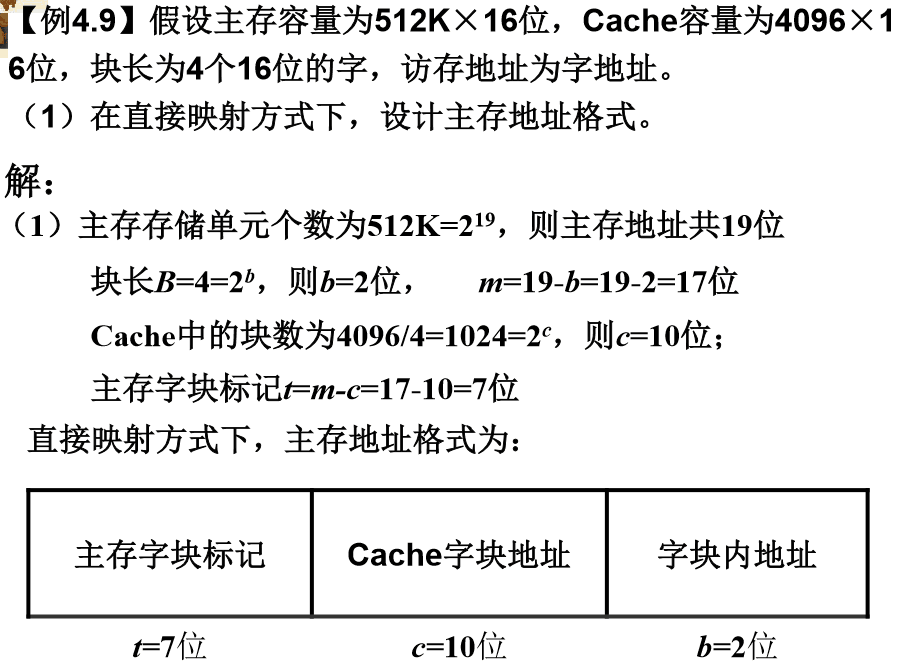 【例4.9】假设主存容量为512K×16位，Cache容量为4096×1
6位，块长为4个16位的字，访存地址为字地址。
（1）在直接映射方式下，设计主存地址格式。
解：
（1）主存存储单元个数为512K=2¹⁹，则主存地址共19位
块长B=4=2ᵇ，则b=2位， m=19-b=19-2=17位
Cache中的块数为4096/4=1024=2ᶜ，则c=10位；
主存字块标记t=m-c=17-10=7位
直接映射方式下，主存地址格式为：
主存字块标记 Cache字块地址 字块内地址
t=7位 c=10位 b=2位